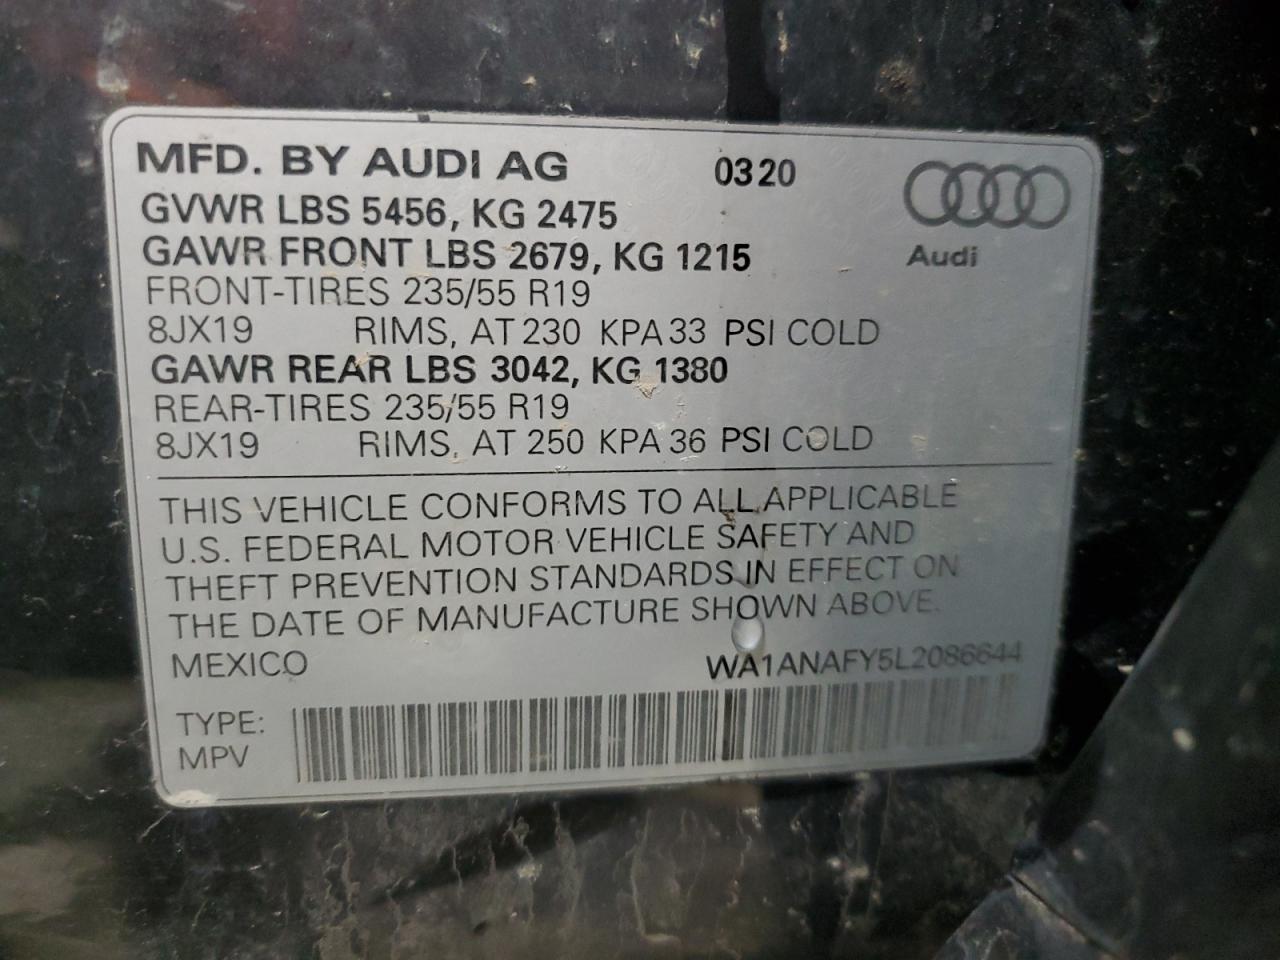 MFD. BY AUDI AG 0320
GVWR LBS 5456, KG 2475
Audi
GAWR FRONT LBS 2679, KG 1215
FRONT-TIRES 235/55 R19
8JX19 RIMS, AT 230 KPA 33 PSI COLD
GAWR REAR LBS 3042, KG 1380
REAR-TIRES 235/55 R19
8JX19 RIMS, AT 250 KPA 36 PSI COLD
THIS VEHICLE CONFORMS TO ALL APPLICABLE
U.S. FEDERAL MOTOR VEHICLE SAFETY AND
THEFT PREVENTION STANDARDS IN EFFECT ON
THE DATE OF MANUFACTURE SHOWN ABOVE.
MEXICO WA1ANAFY5L2086644
TYPE:
MPV